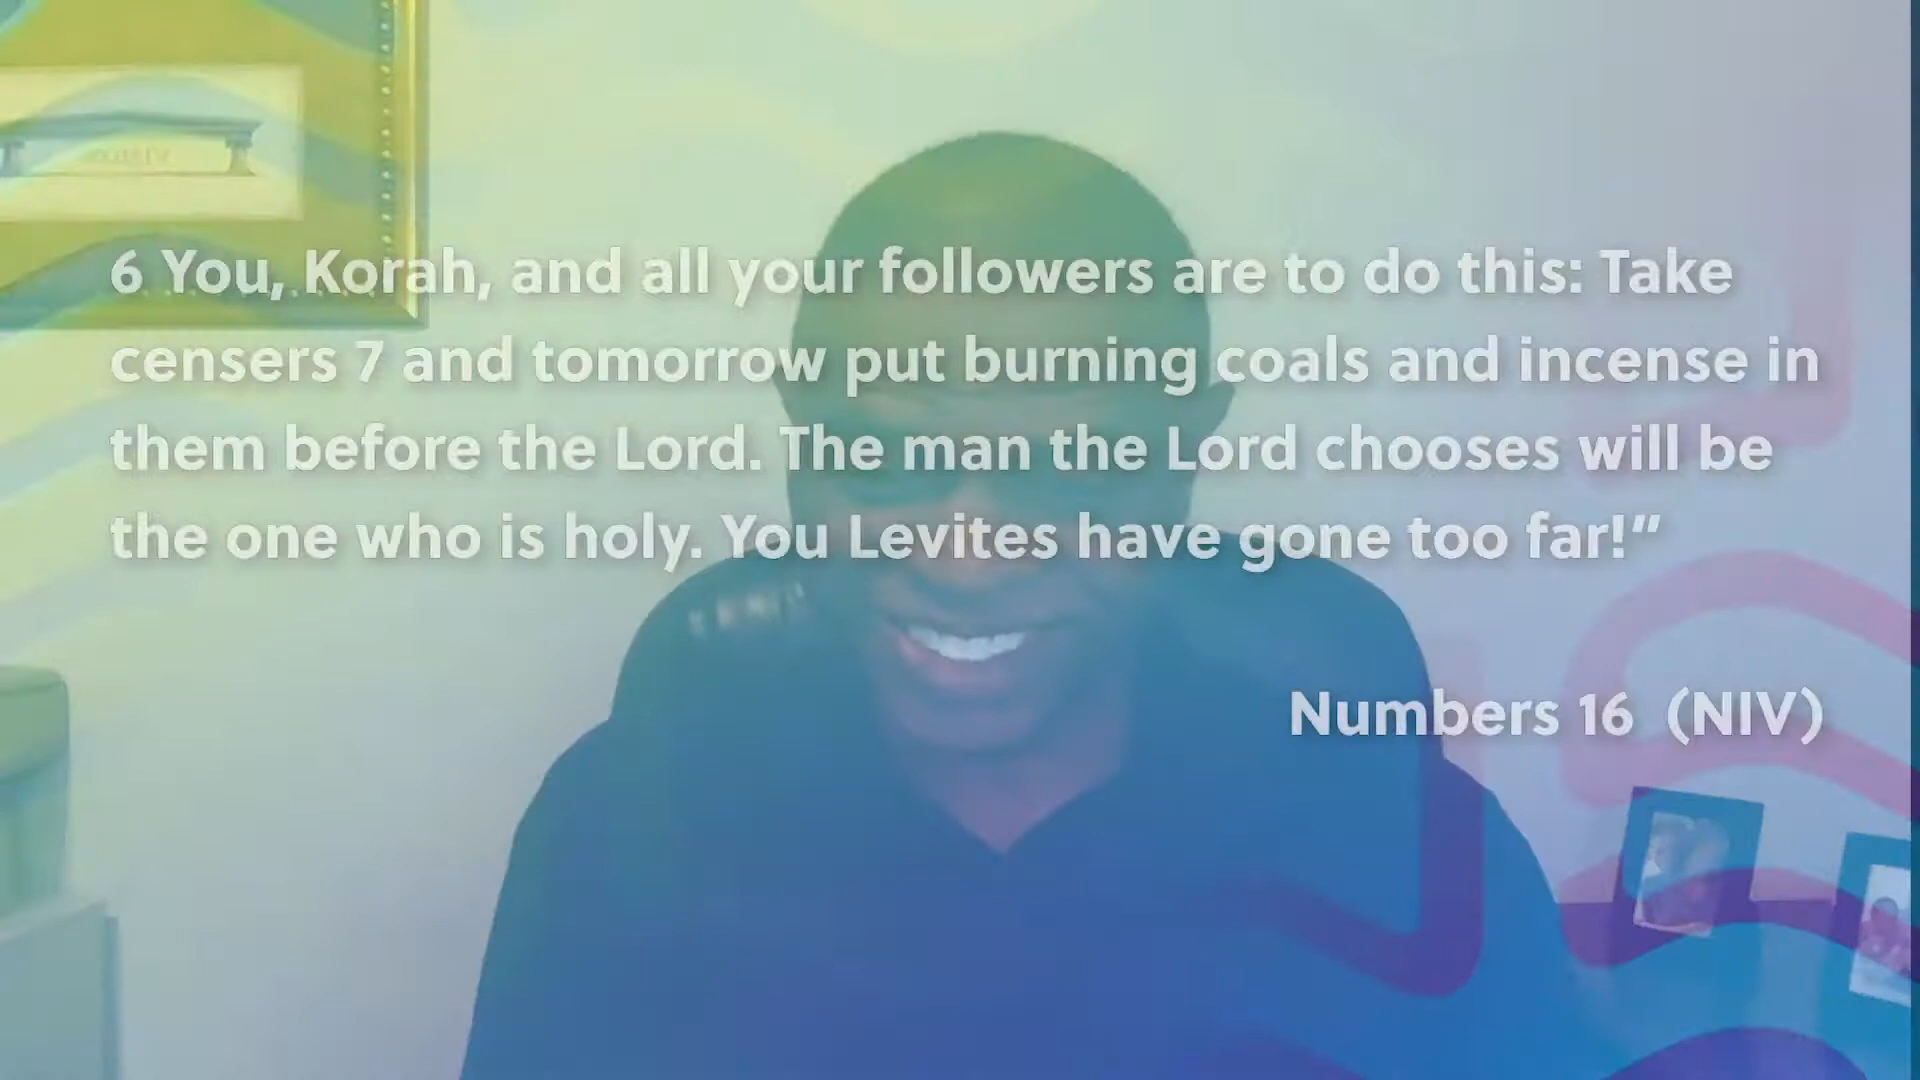 6 You, Korah, and all your followers are to do this: Take
censers 7 and tomorrow put burning coals and incense in
them before the Lord. The man the Lord chooses will be
the one who is holy. You Levites have gone too far!”
Numbers 16 (NIV)